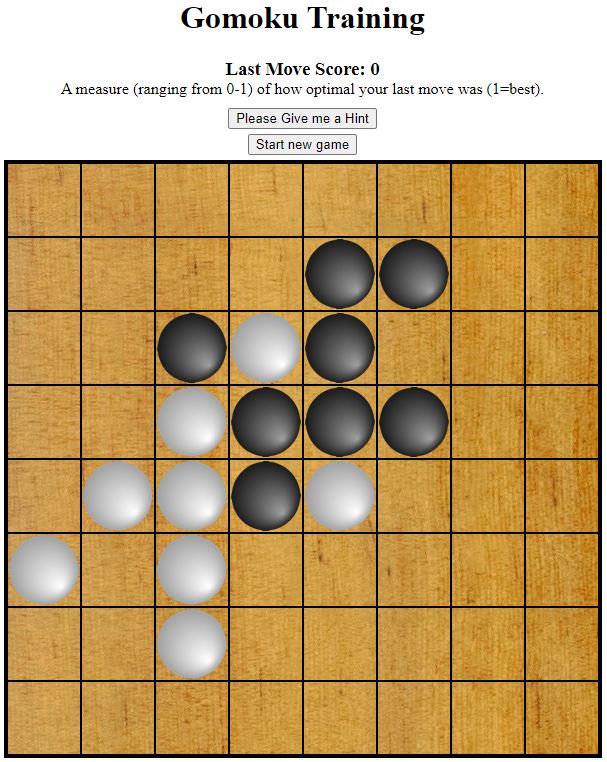 Gomoku Training
Last Move Score: 0
A measure (ranging from 0-1) of how optimal your last move was (1=best).
Please Give me a Hint
Start new game